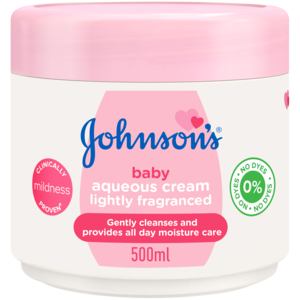 Johnson's®
baby
aqueous cream
lightly fragranced
CLINICALLY
mildness
PROVEN®
NO DYES • NO DYES • NO DYES •
0%
Gently cleanses and
provides all day moisture care
500ml